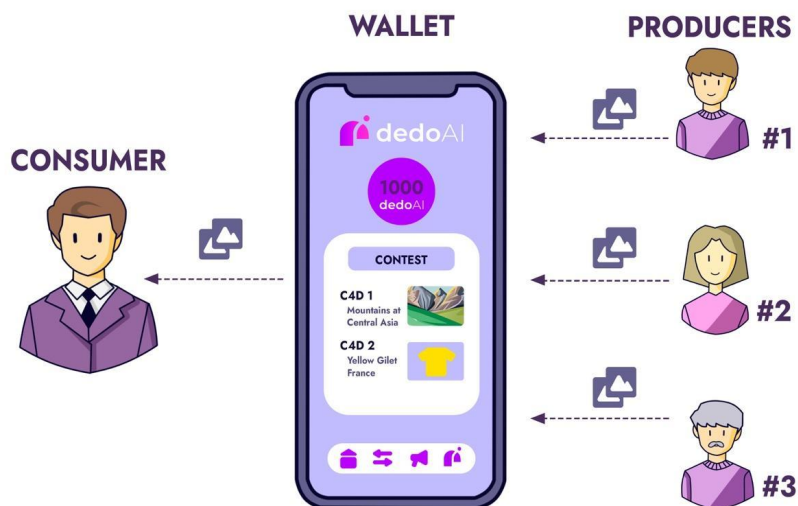 WALLET
PRODUCERS
CONSUMER
dedoAI
1000
dedoAI
CONTEST
C4D 1
Mountains at
Central Asia
C4D 2
Yellow Gilet
France
#1
#2
#3